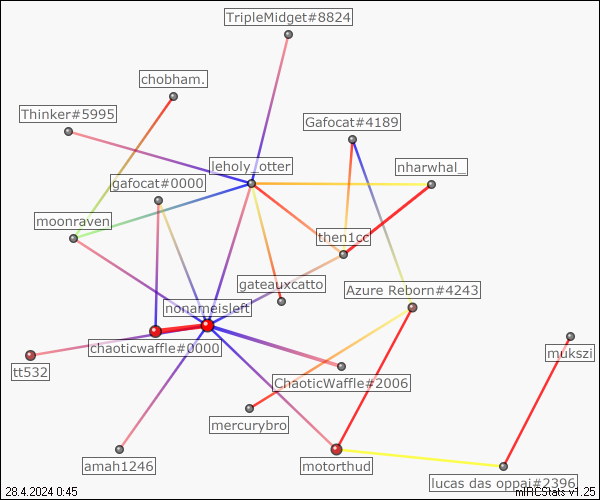 TripleMidget#8824
chobham.
Thinker#5995
Gafocat#4189
leholy_otter
nharwhal_
gafocat#0000
moonraven
then1cc
gateauxcatto
Azure Reborn#4243
nonameisleft
chaoticwaffle#0000
mukszi
tt532
ChaoticWaffle#2006
mercurybro
amah1246
motorthud
lucas das oppai#2396
28.4.2024 0:45
mIRCStats v1.25